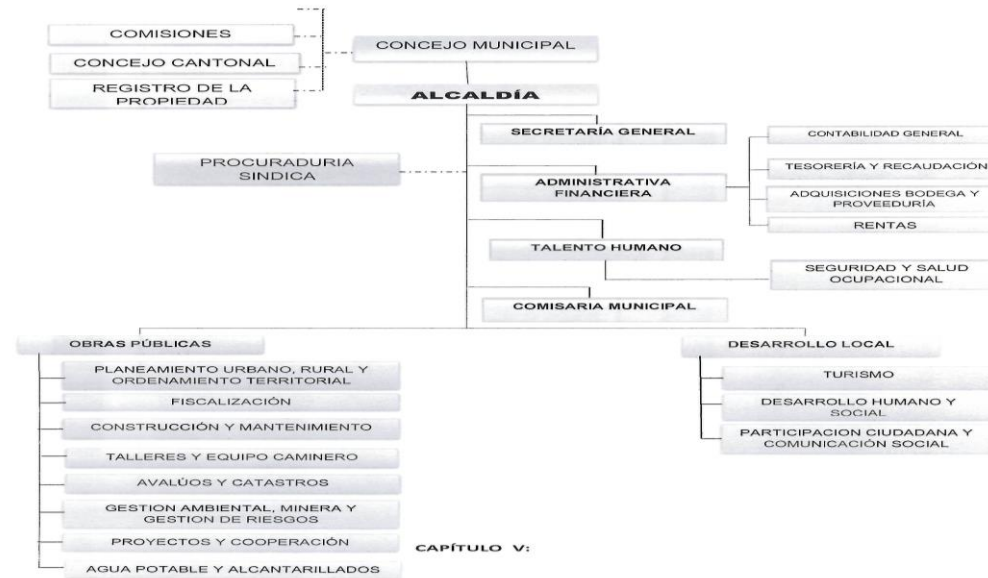 COMISIONES
CONCEJO MUNICIPAL
CONCEJO CANTONAL
REGISTRO DE LA
PROPIEDAD
ALCALDÍA
SECRETARÍA GENERAL
CONTABILIDAD GENERAL
PROCURADURIA
SINDICA
TESORERÍA Y RECAUDACIÓN
ADMINISTRATIVA
FINANCIERA
ADQUISICIONES BODEGA Y
PROVEEDURÍA
RENTAS
TALENTO HUMANO
SEGURIDAD Y SALUD
OCUPACIONAL
COMISARIA MUNICIPAL
OBRAS PÚBLICAS
PLANEAMIENTO URBANO, RURAL Y
ORDENAMIENTO TERRITORIAL
FISCALIZACIÓN
CONSTRUCCIÓN Y MANTENIMIENTO
TALLERES Y EQUIPO CAMINERO
AVALÚOS Y CATASTROS
GESTION AMBIENTAL, MINERA Y
GESTION DE RIESGOS
PROYECTOS Y COOPERACIÓN
AGUA POTABLE Y ALCANTARILLADOS
DESARROLLO LOCAL
TURISMO
DESARROLLO HUMANO Y
SOCIAL
PARTICIPACION CIUDADANA Y
COMUNICACIÓN SOCIAL
CAPÍTULO V: